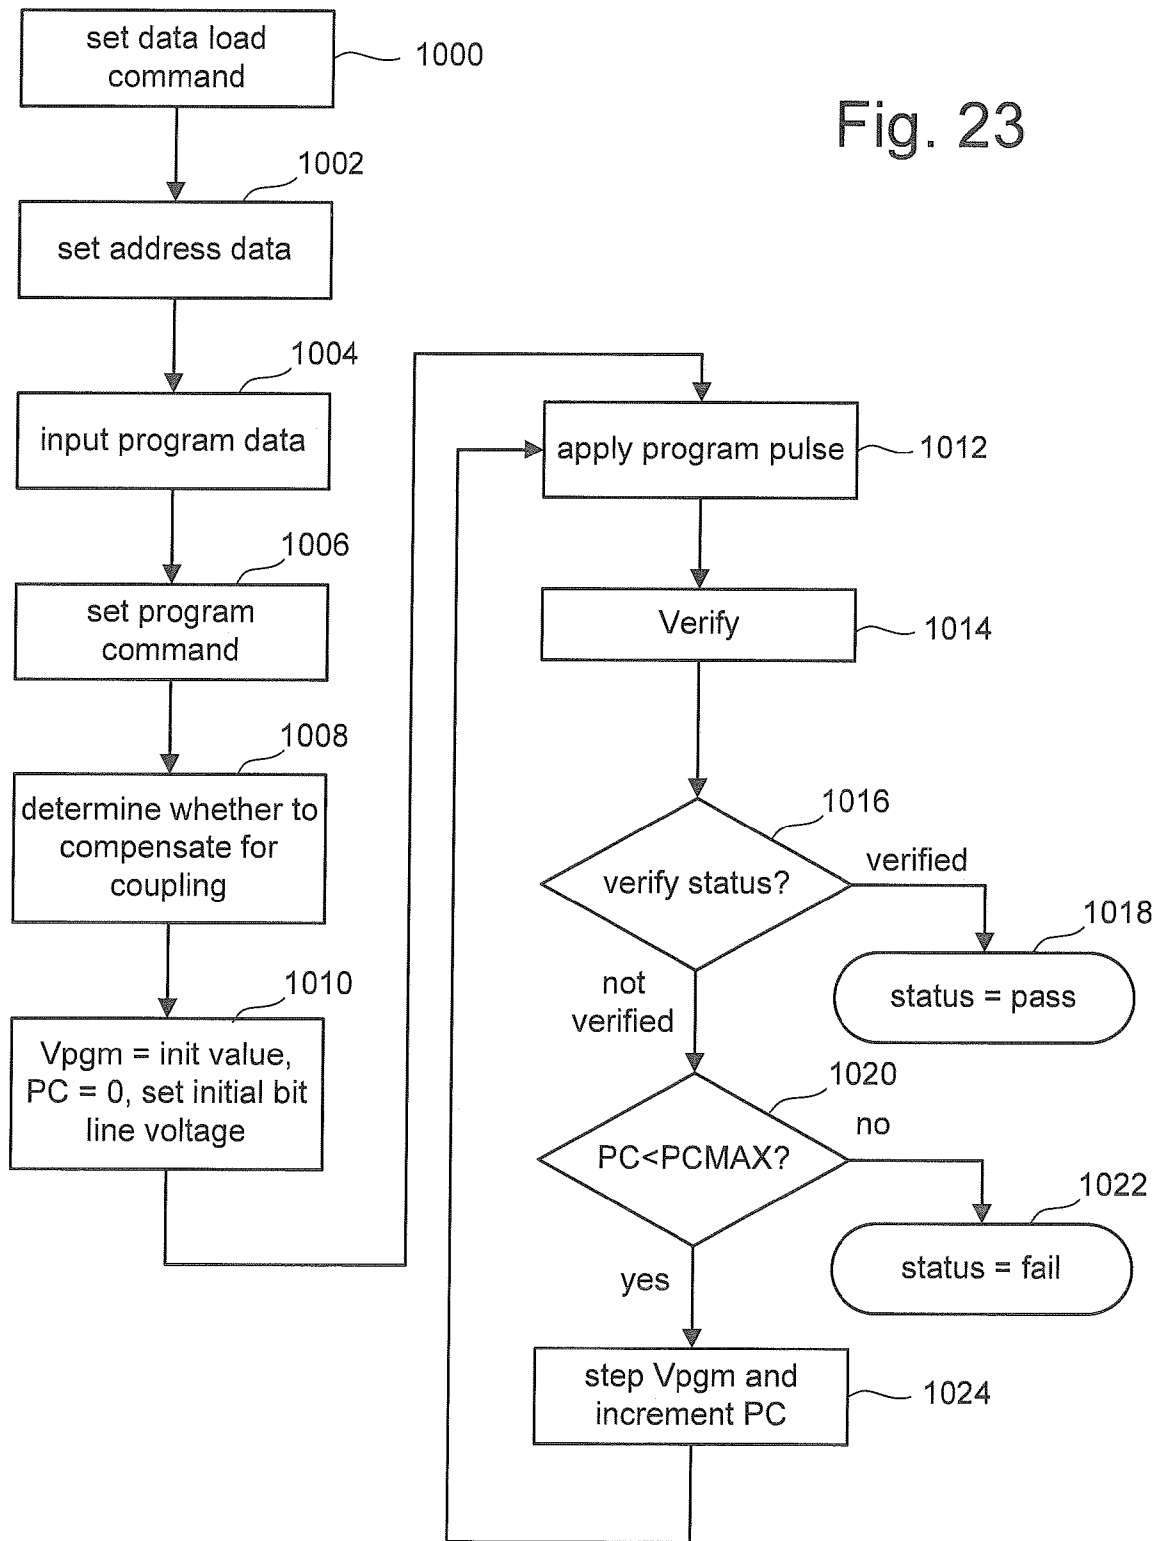 Fig. 23
set data load
command
1000
1002
set address data
1004
input program data
1006
set program
command
1008
determine whether to
compensate for
coupling
1010
Vpgm = init value,
PC = 0, set initial bit
line voltage
apply program pulse
1012
Verify
1014
1016
verify status?
verified
1018
status = pass
not
verified
1020
PC<PCMAX?
no
1022
status = fail
yes
step Vpgm and
increment PC
1024